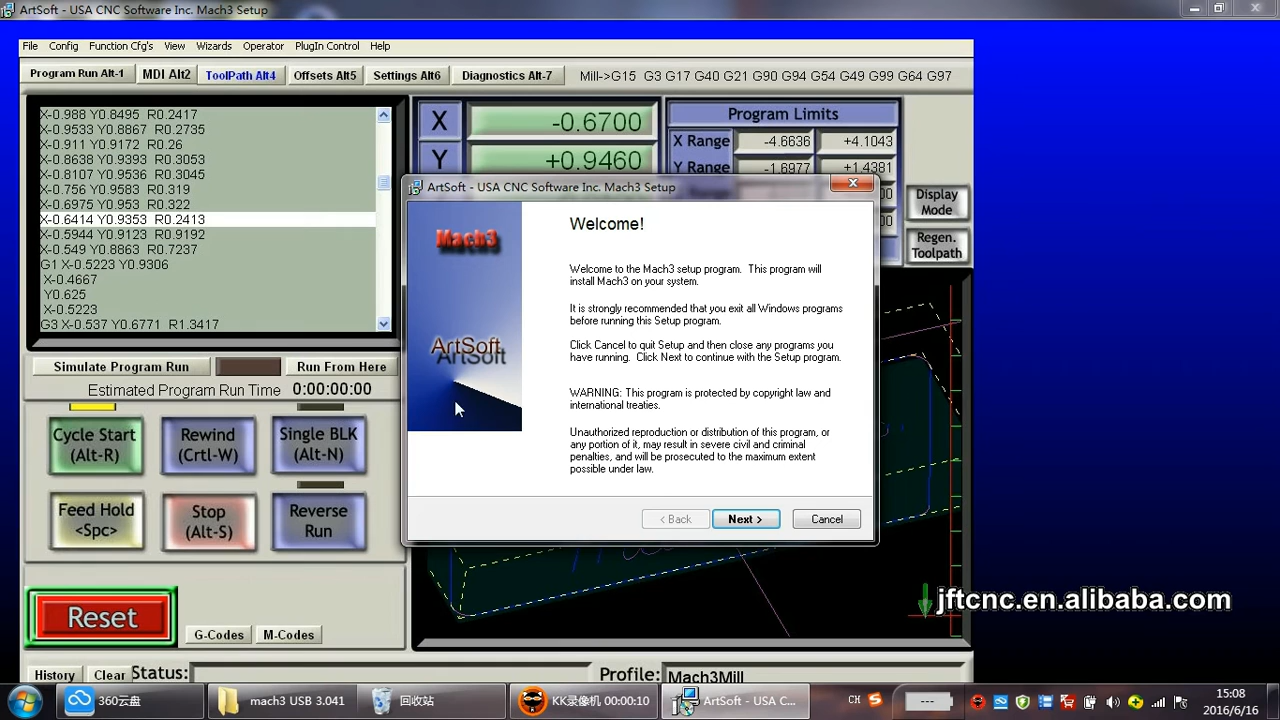 ArtSoft - USA CNC Software Inc. Mach3 Setup
File Config Function Cfg's View Wizards Operator PlugIn Control Help
Program Run Alt-1 MDI Alt2 ToolPath Alt4 Offsets Alt5 Settings Alt6 Diagnostics Alt-7 Mill->G15 G3 G17 G40 G21 G90 G94 G54 G49 G99 G64 G97
X-0.988 Y0.8495 R0.2417
X-0.9533 Y0.8867 R0.2735
X-0.911 Y0.9172 R0.26
X-0.8638 Y0.9393 R0.3053
X-0.8107 Y0.9536 R0.3045
X-0.756 Y0.9583 R0.319
X-0.6975 Y0.953 R0.322
X-0.6414 Y0.9353 R0.2413
X-0.5944 Y0.9123 R0.9192
X-0.549 Y0.8863 R0.7237
G1 X-0.5223 Y0.9306
X-0.4667
Y0.625
X-0.5223
G3 X-0.537 Y0.6771 R1.3417
X -0.6700
Y +0.9460
Program Limits
X Range -4.6636 +4.1043
Y Range -1.6977 +1.4381
Display
Mode
Regen.
Toolpath
ArtSoft - USA CNC Software Inc. Mach3 Setup
Mach3
ArtSoft
Welcome!
Welcome to the Mach3 setup program. This program will
install Mach3 on your system.
It is strongly recommended that you exit all Windows programs
before running this Setup program.
Click Cancel to quit Setup and then close any programs you
have running. Click Next to continue with the Setup program.
WARNING: This program is protected by copyright law and
international treaties.
Unauthorized reproduction or distribution of this program, or
any portion of it, may result in severe civil and criminal
penalties, and will be prosecuted to the maximum extent
possible under law.
< Back Next > Cancel
Simulate Program Run Run From Here
Estimated Program Run Time 0:00:00:00
Cycle Start
(Alt-R)
Rewind
(Crtl-W)
Single BLK
(Alt-N)
Feed Hold
<Spc>
Stop
(Alt-S)
Reverse
Run
Reset
G-Codes M-Codes
jftcnc.en.alibaba.com
History Clear Status: Profile: Mach3Mill
360云盘 mach3 USB 3.041 回收站 KK录像机 00:00:10 ArtSoft - USA C... CH --- 15:08
2016/6/16